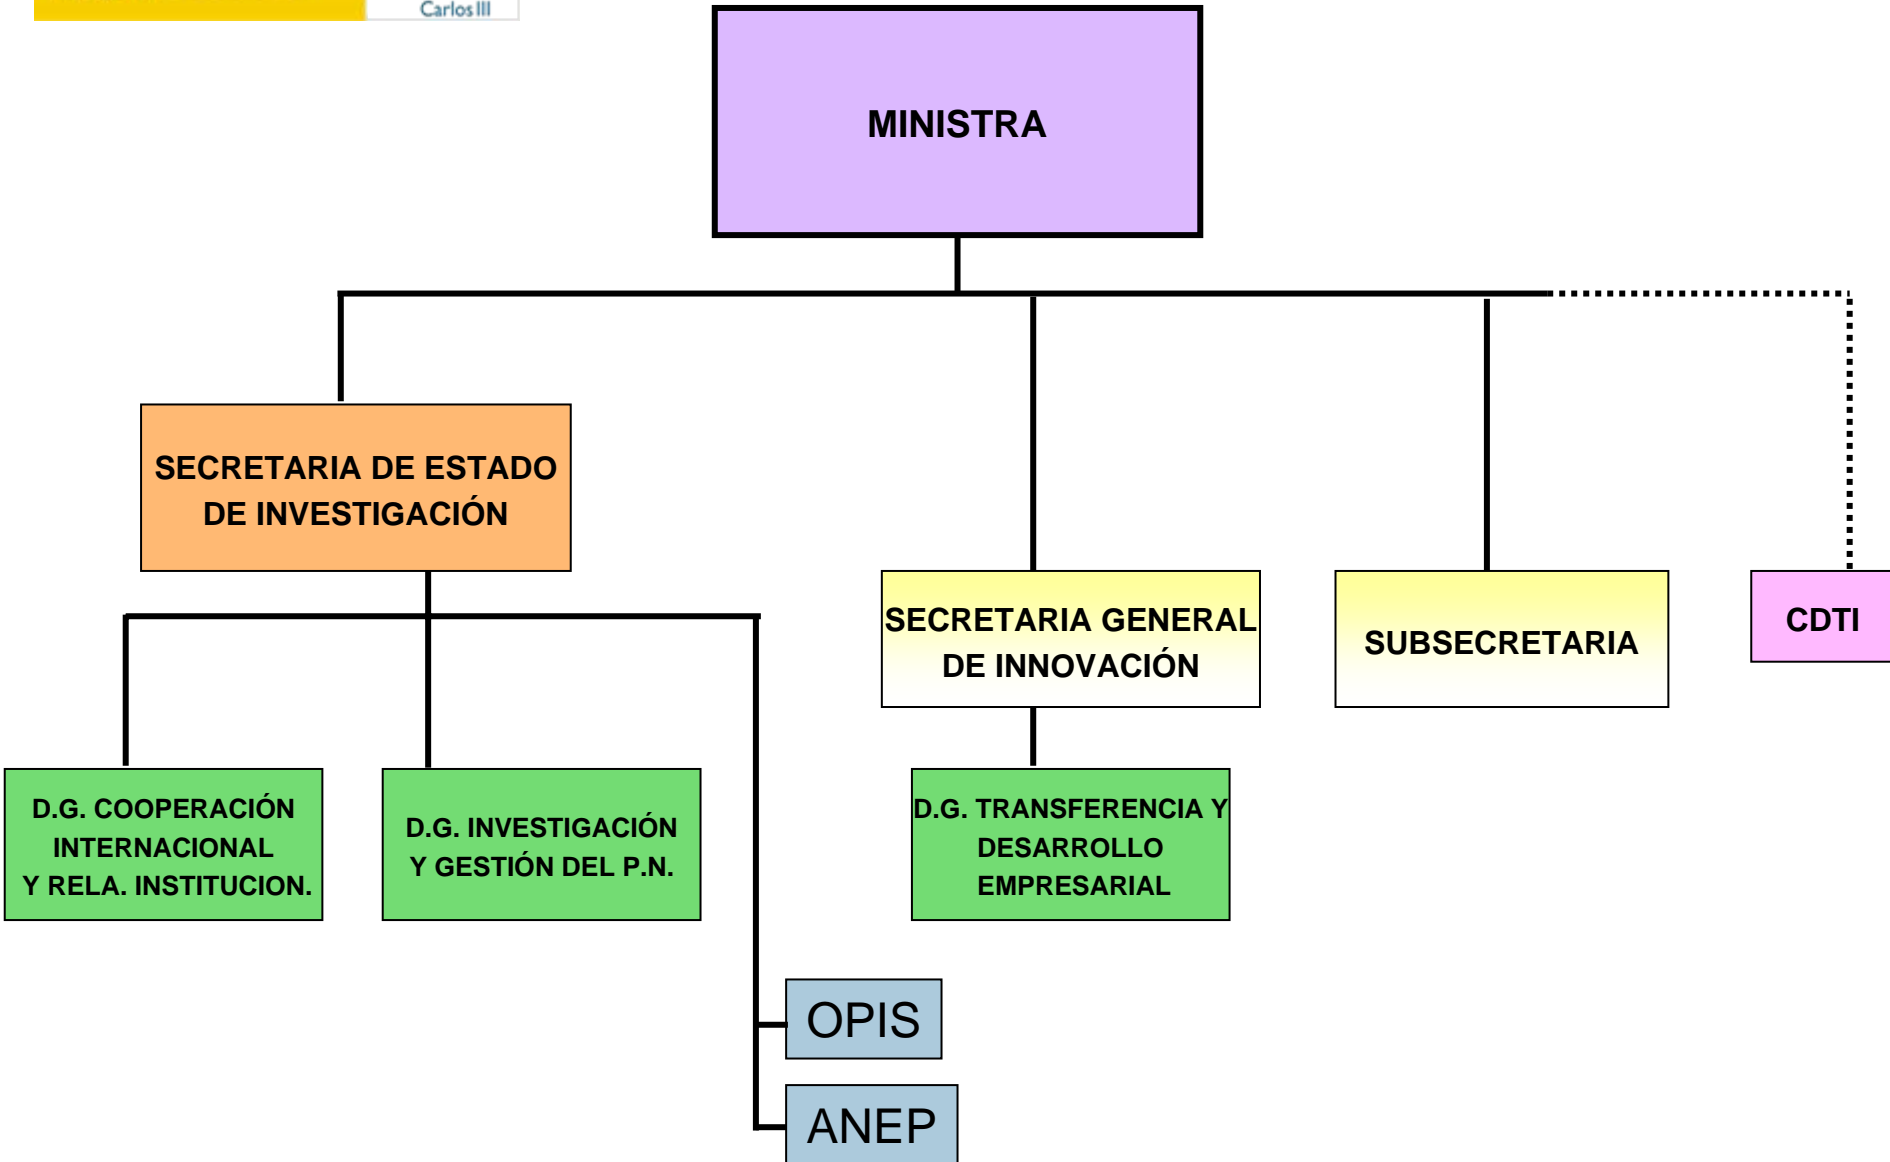 Carlos III
MINISTRA
SECRETARIA DE ESTADO
DE INVESTIGACIÓN
SECRETARIA GENERAL
DE INNOVACIÓN
SUBSECRETARIA
CDTI
D.G. COOPERACIÓN
INTERNACIONAL
Y RELA. INSTITUCION.
D.G. INVESTIGACIÓN
Y GESTIÓN DEL P.N.
D.G. TRANSFERENCIA Y
DESARROLLO
EMPRESARIAL
OPIS
ANEP